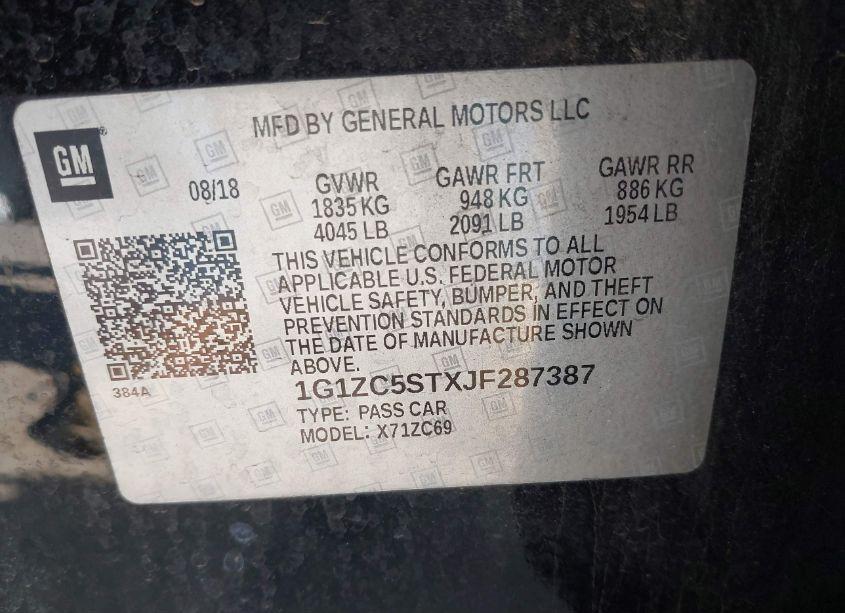 MFD BY GENERAL MOTORS LLC
GM®
08/18
GVWR
1835 KG
4045 LB
GAWR FRT
948 KG
2091 LB
GAWR RR
886 KG
1954 LB
THIS VEHICLE CONFORMS TO ALL
APPLICABLE U.S. FEDERAL MOTOR
VEHICLE SAFETY, BUMPER, AND THEFT
PREVENTION STANDARDS IN EFFECT ON
THE DATE OF MANUFACTURE SHOWN
ABOVE.
384A
1G1ZC5STXJF287387
TYPE: PASS CAR
MODEL: X71ZC69